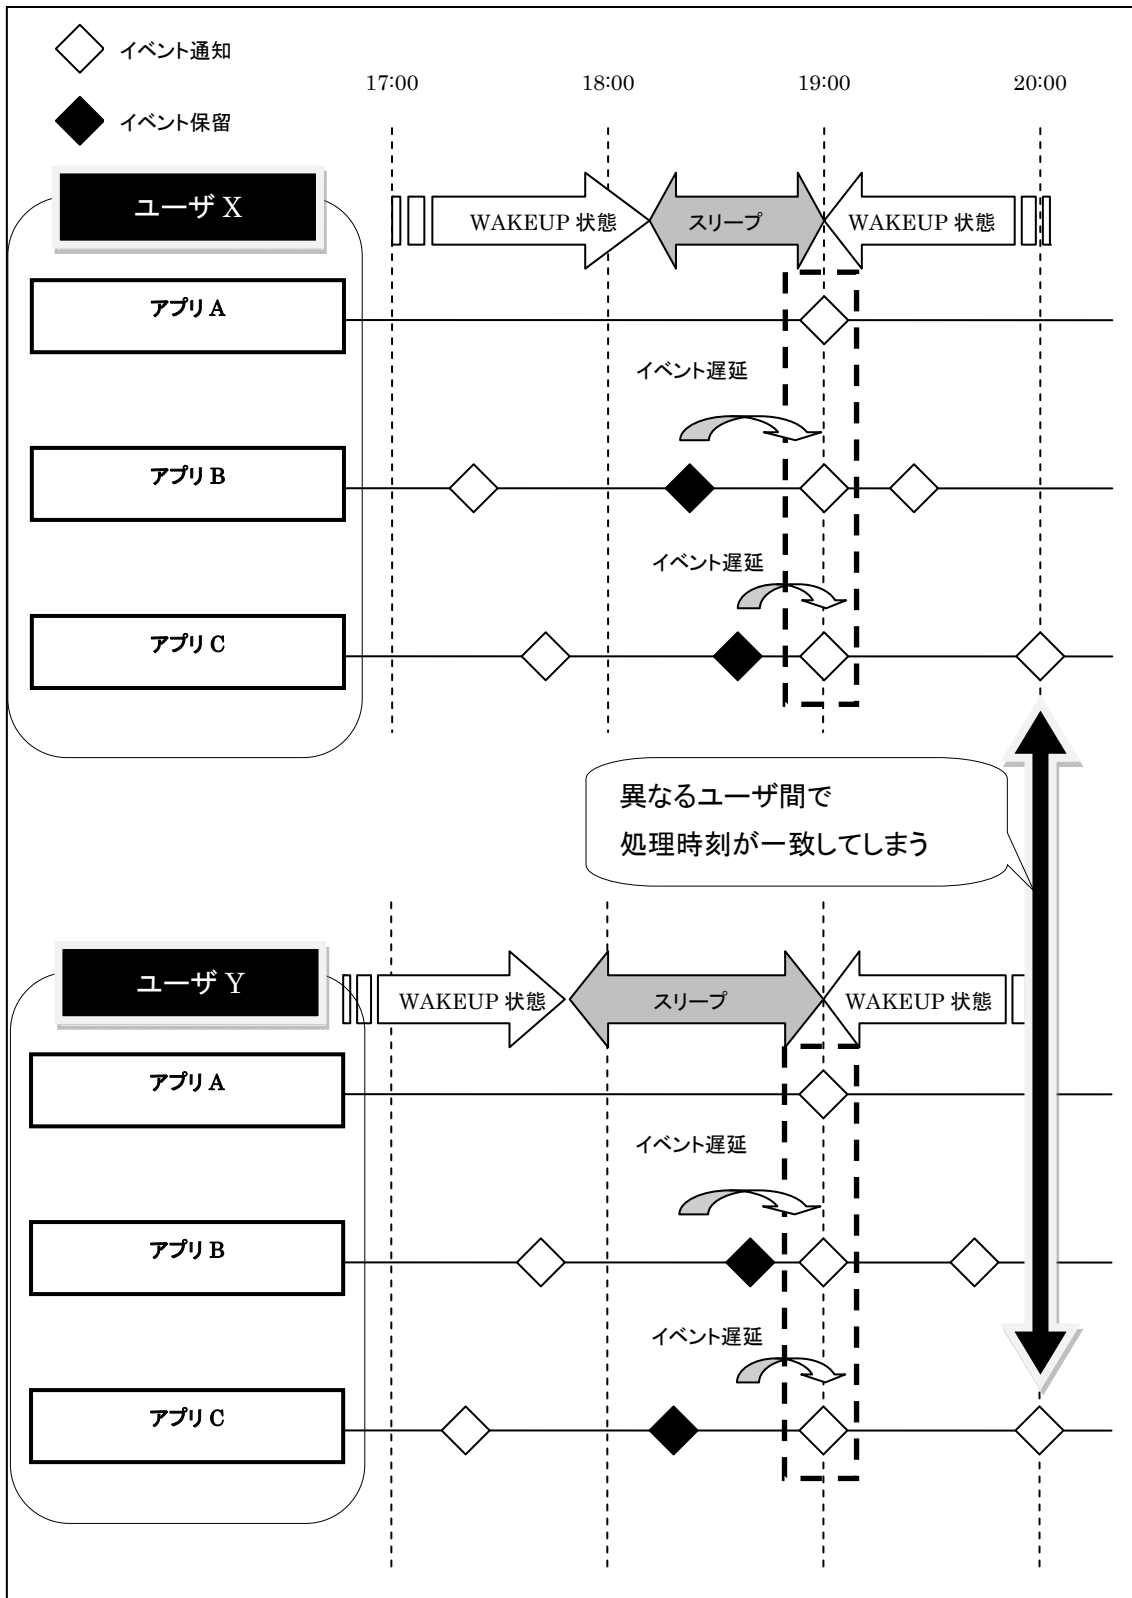 イベント通知
イベント保留
17:00 18:00 19:00 20:00
ユーザ X
WAKEUP 状態 スリープ WAKEUP 状態
アプリ A
イベント遅延
アプリ B
イベント遅延
アプリ C
異なるユーザ間で
処理時刻が一致してしまう
ユーザ Y
WAKEUP 状態 スリープ WAKEUP 状態
アプリ A
イベント遅延
アプリ B
イベント遅延
アプリ C